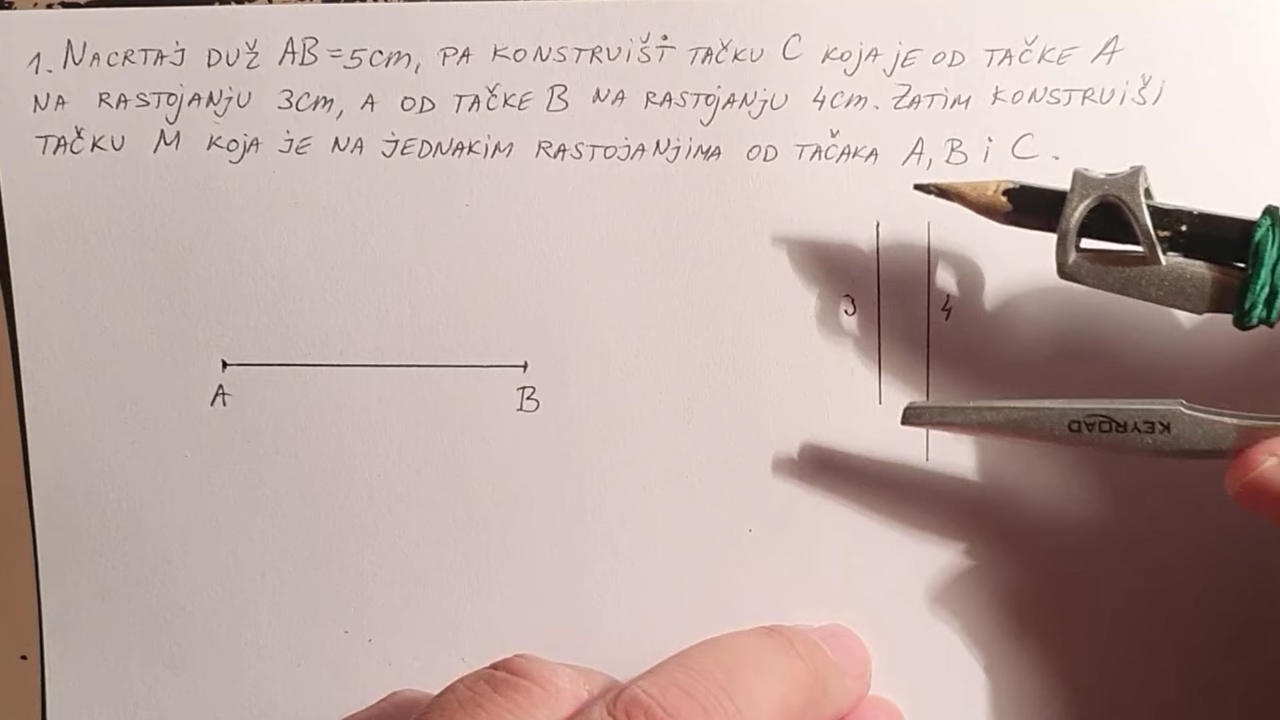 1. NACRTAJ DUŽ AB=5cm, PA KONSTRUIŠI TAČKU C KOJA JE OD TAČKE A
NA RASTOJANJU 3cm, A OD TAČKE B NA RASTOJANJU 4cm. ZATIM KONSTRUIŠI
TAČKU M KOJA JE NA JEDNAKIM RASTOJANJIMA OD TAČAKA A, B i C.
3 4
A B
KEYROAD